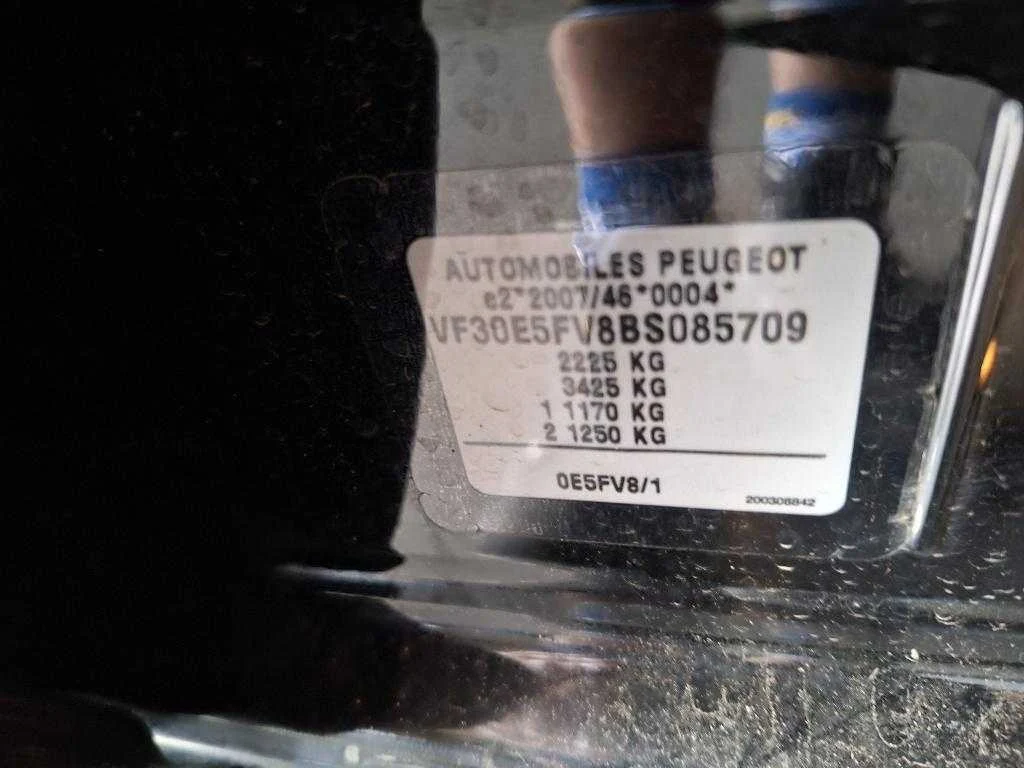 AUTOMOBILES PEUGEOT
e2*2007/46*0004*
VF30E5FV8BS085709
2225 KG
3425 KG
1 1170 KG
2 1250 KG
0E5FV8/1
200308842